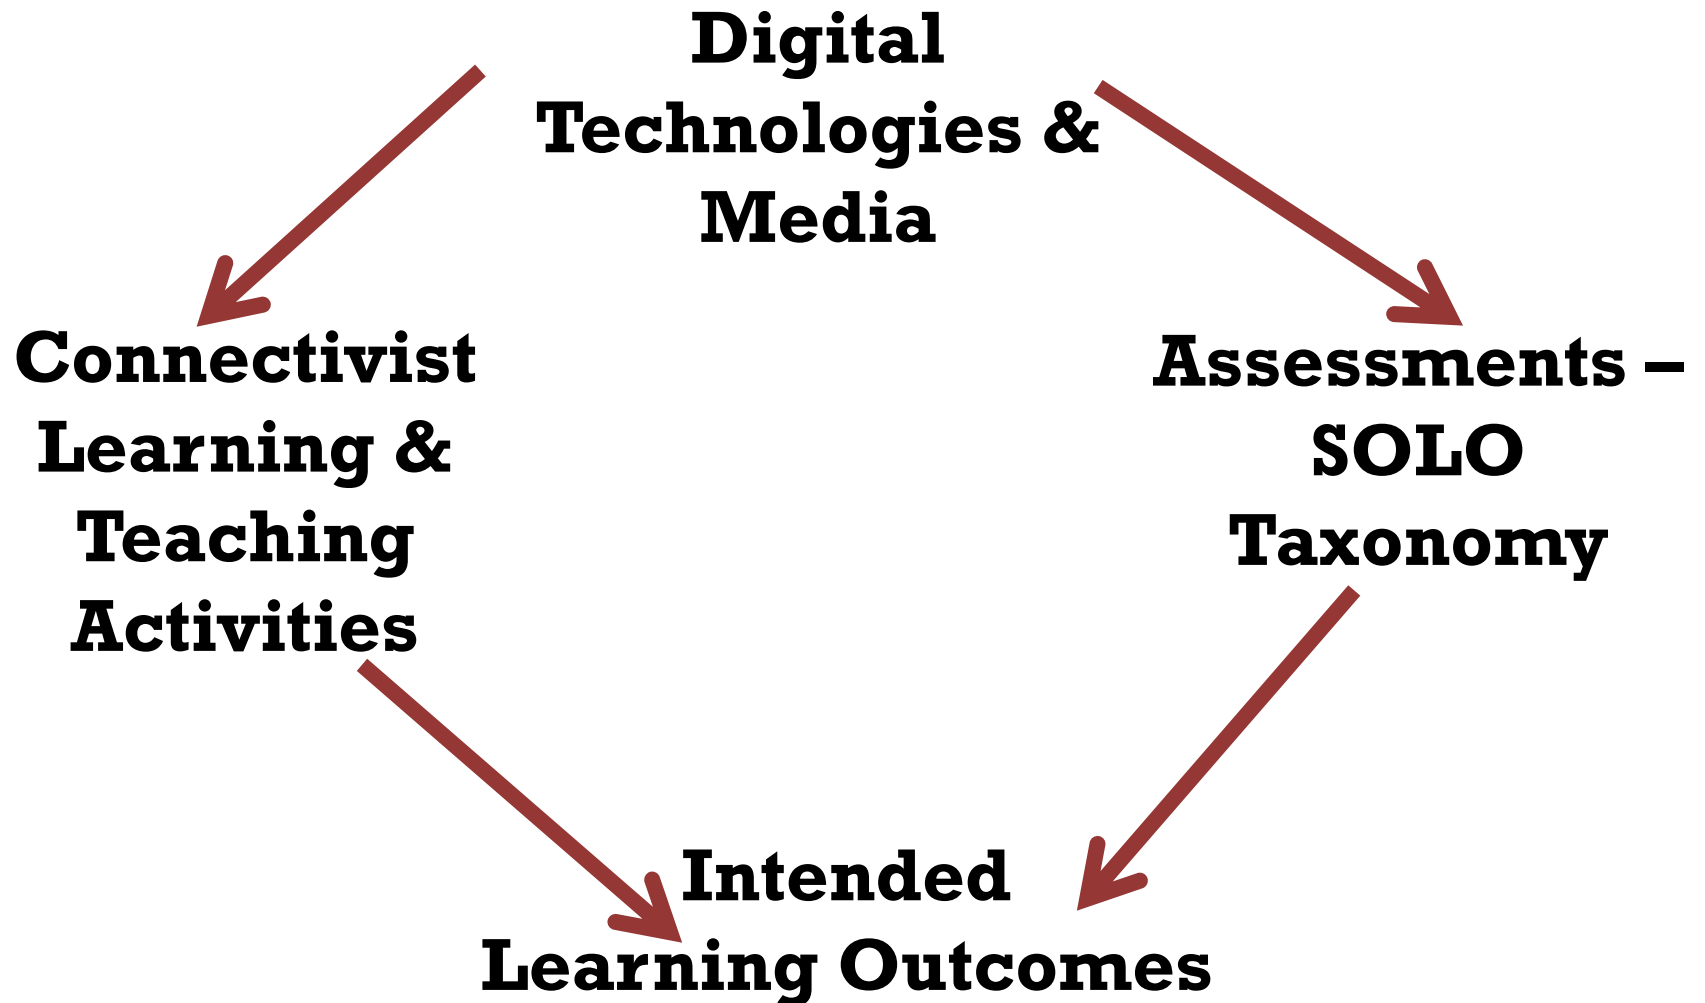 Digital
Technologies &
Media
Connectivist
Learning &
Teaching
Activities
Assessments –
SOLO
Taxonomy
Intended
Learning Outcomes